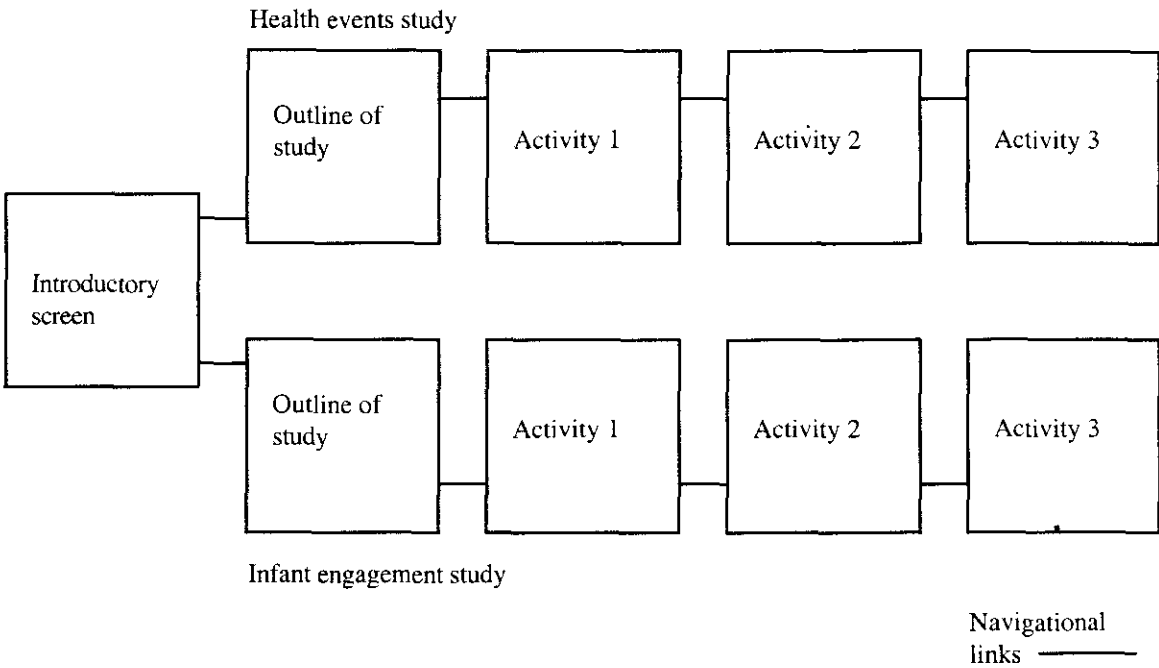 Health events study
Outline of
study
Activity 1
Activity 2
Activity 3
Introductory
screen
Outline of
study
Activity 1
Activity 2
Activity 3
Infant engagement study
Navigational
links